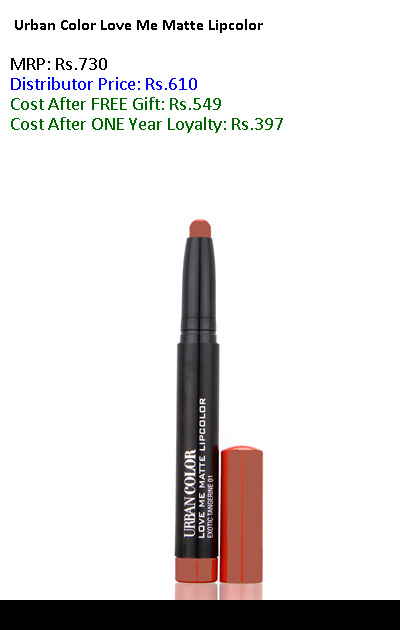 Urban Color Love Me Matte Lipcolor
MRP: Rs.730
Distributor Price: Rs.610
Cost After FREE Gift: Rs.549
Cost After ONE Year Loyalty: Rs.397
URBAN COLOR
LOVE ME MATTE LIPCOLOR
EXOTIC TANGERINE 01